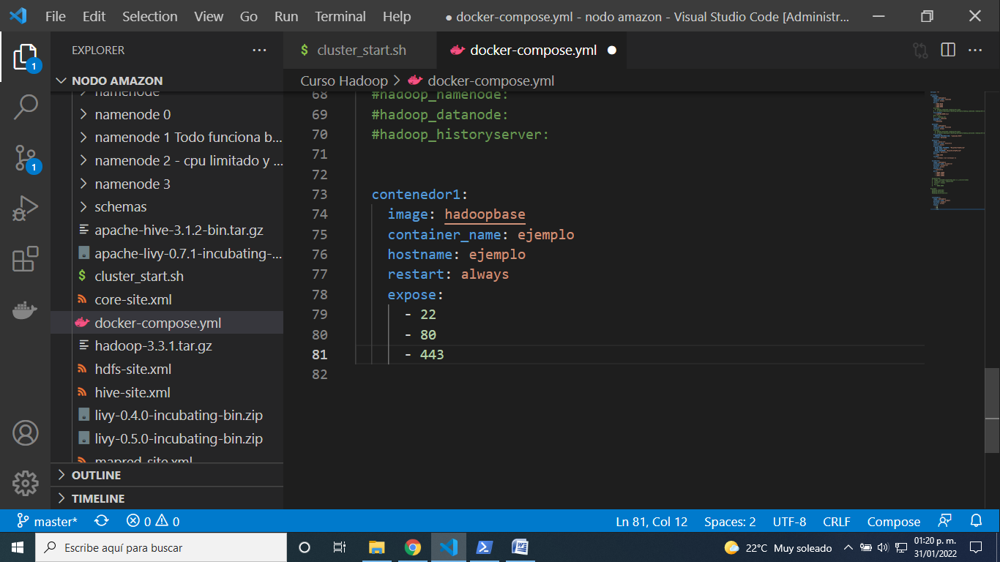 File Edit Selection View Go Run Terminal Help ● docker-compose.yml - nodo amazon - Visual Studio Code [Administr...
1
1
EXPLORER
NODO AMAZON
namenode
namenode 0
namenode 1 Todo funciona b...
namenode 2 - cpu limitado y ...
namenode 3
schemas
apache-hive-3.1.2-bin.tar.gz
apache-livy-0.7.1-incubating-...
$ cluster_start.sh
core-site.xml
docker-compose.yml
hadoop-3.3.1.tar.gz
hdfs-site.xml
hive-site.xml
livy-0.4.0-incubating-bin.zip
livy-0.5.0-incubating-bin.zip
mapred-site.xml
OUTLINE
TIMELINE
$ cluster_start.sh docker-compose.yml ●
Curso Hadoop > docker-compose.yml
68 #hadoop_namenode:
69 #hadoop_datanode:
70 #hadoop_historyserver:
71
72
73 contenedor1:
74 image: hadoopbase
75 container_name: ejemplo
76 hostname: ejemplo
77 restart: always
78 expose:
79 - 22
80 - 80
81 - 443
82
master* 0 0 Ln 81, Col 12 Spaces: 2 UTF-8 CRLF Compose
Escribe aquí para buscar
22°C Muy soleado
01:20 p. m.
31/01/2022